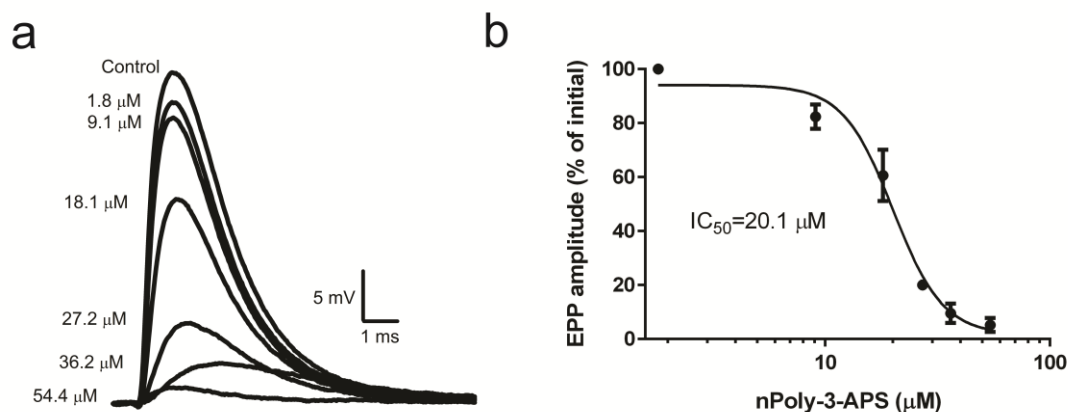 a
Control
1.8 μM
9.1 μM
18.1 μM
27.2 μM
36.2 μM
54.4 μM
5 mV
1 ms
b
EPP amplitude (% of initial)
100
80
60
40
20
0
IC₅₀=20.1 μM
10
100
nPoly-3-APS (μM)